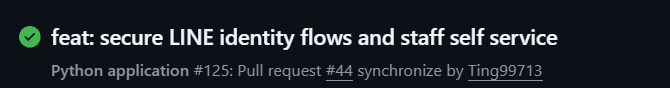 feat: secure LINE identity flows and staff self service
Python application #125: Pull request #44 synchronize by Ting99713